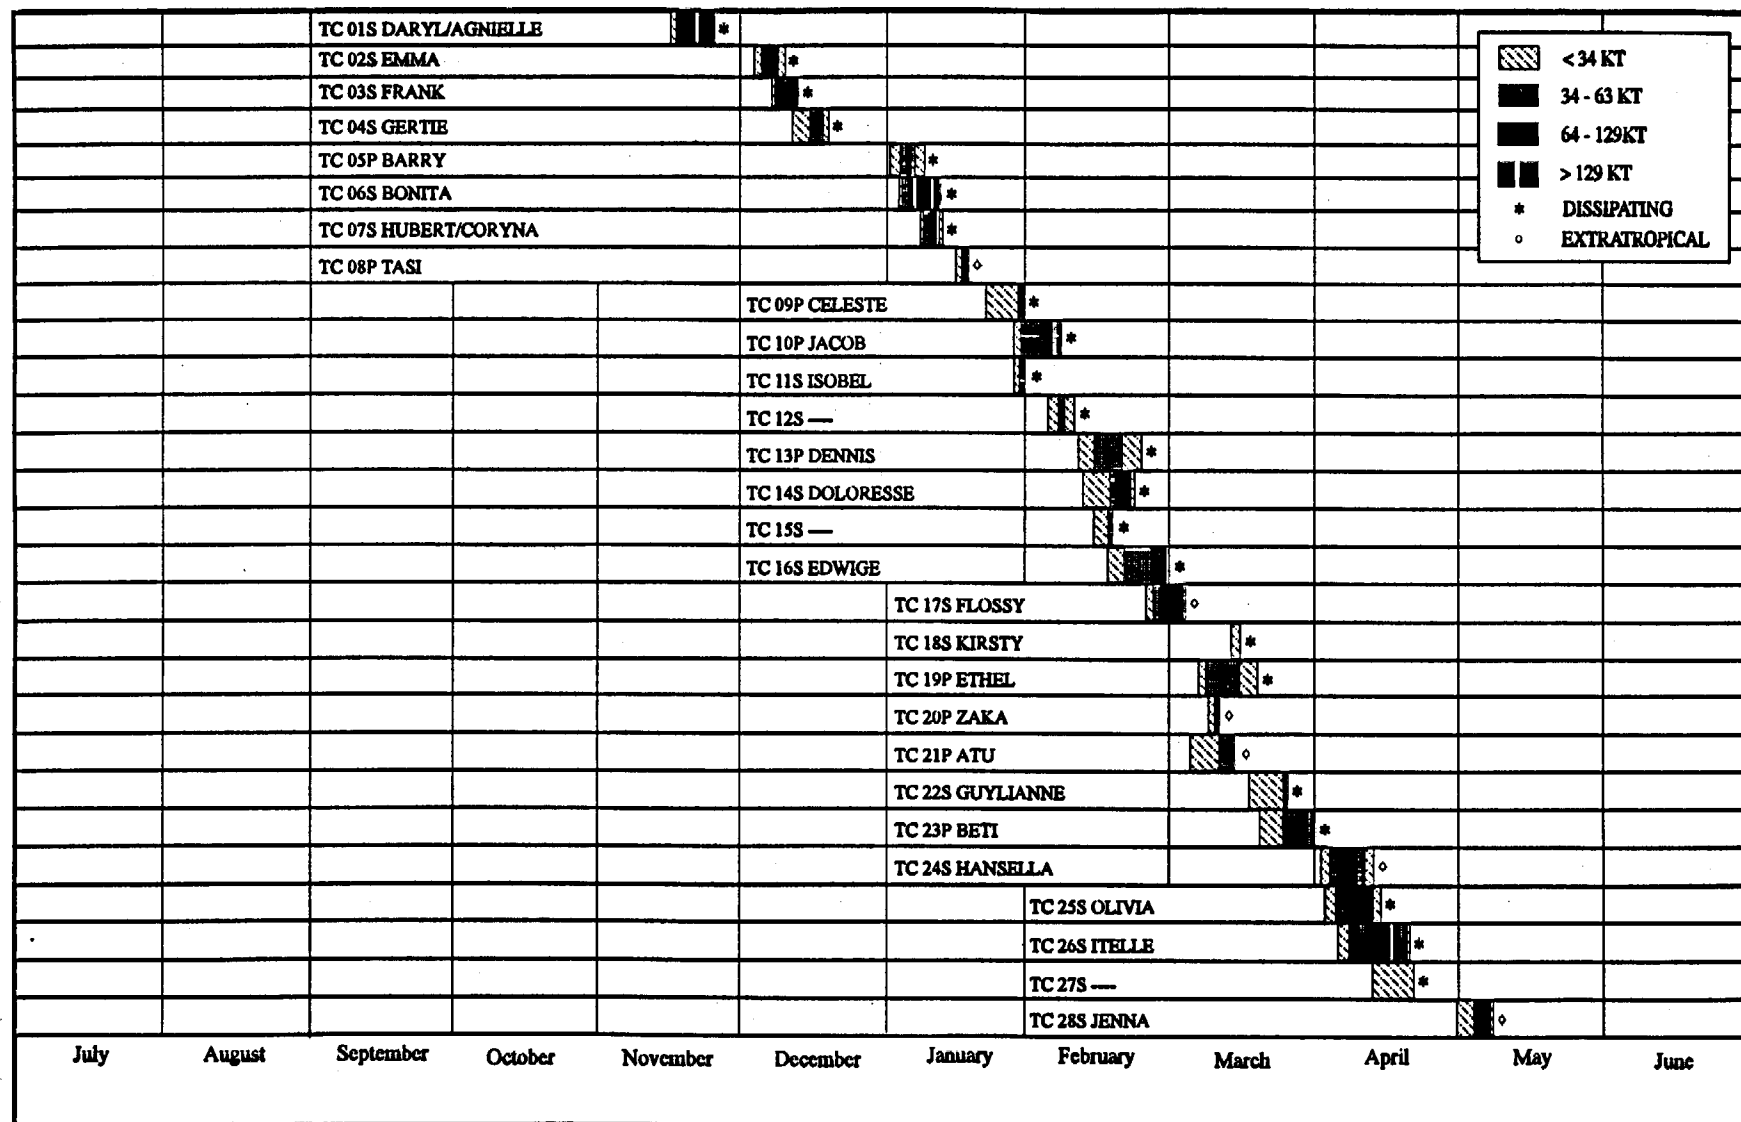 TC 01S DARYL/AGNIELLE
TC 02S EMMA
TC 03S FRANK
TC 04S GERTIE
TC 05P BARRY
TC 06S BONITA
TC 07S HUBERT/CORYNA
TC 08P TASI
TC 09P CELESTE
TC 10P JACOB
TC 11S ISOBEL
TC 12S —
TC 13P DENNIS
TC 14S DOLORESSE
TC 15S —
TC 16S EDWIGE
TC 17S FLOSSY
TC 18S KIRSTY
TC 19P ETHEL
TC 20P ZAKA
TC 21P ATU
TC 22S GUYLIANNE
TC 23P BETI
TC 24S HANSELLA
TC 25S OLIVIA
TC 26S ITELLE
TC 27S —
TC 28S JENNA
< 34 KT
34 - 63 KT
64 - 129KT
> 129 KT
* DISSIPATING
◦ EXTRATROPICAL
July August September October November December January February March April May June